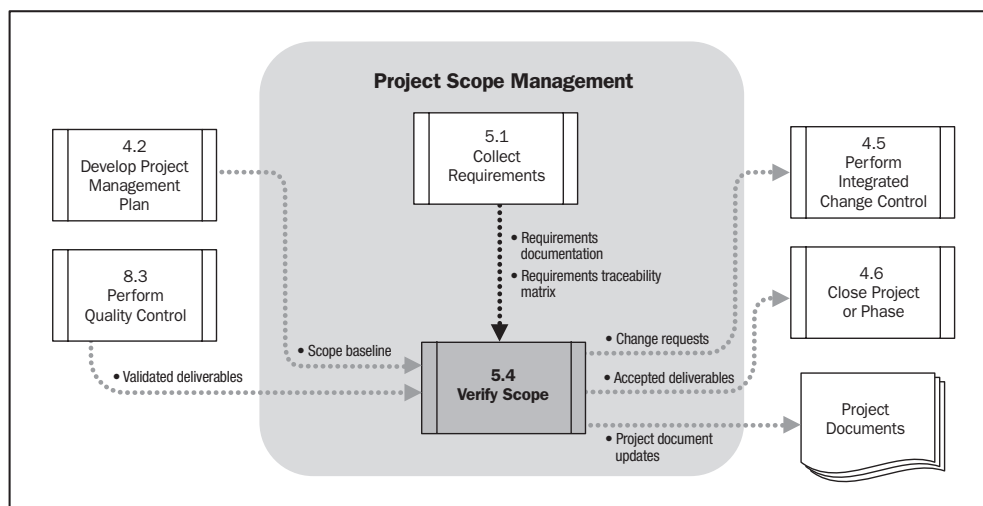 Project Scope Management
4.2
Develop Project
Management
Plan
5.1
Collect
Requirements
4.5
Perform
Integrated
Change Control
8.3
Perform
Quality Control
• Requirements
documentation
• Requirements traceability
matrix
4.6
Close Project
or Phase
• Scope baseline
• Validated deliverables
5.4
Verify Scope
• Change requests
• Accepted deliverables
• Project document
updates
Project
Documents